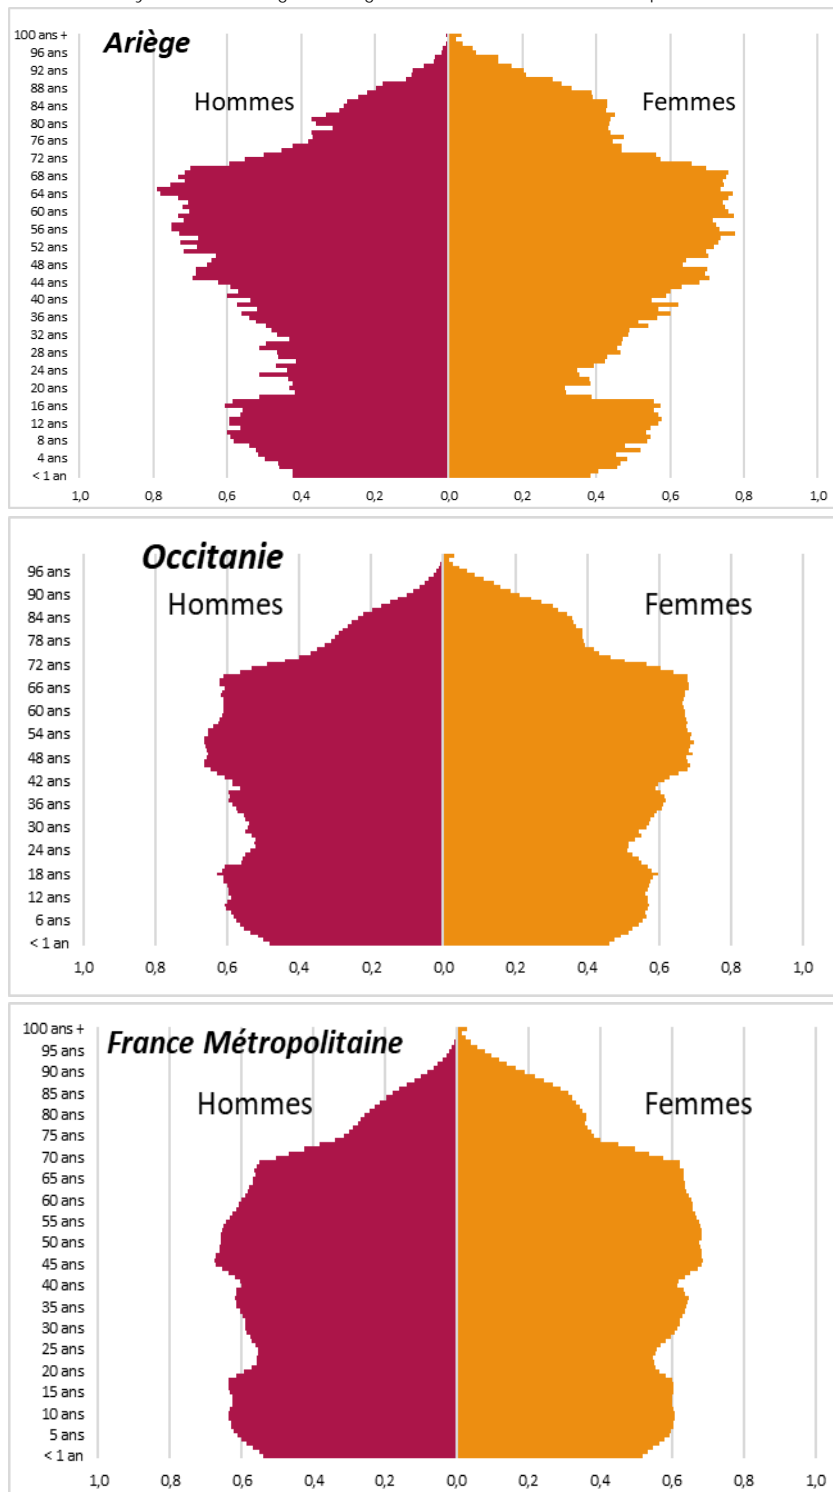 100 ans +
Ariège
96 ans
92 ans
88 ans
Hommes
Femmes
84 ans
80 ans
76 ans
72 ans
68 ans
64 ans
60 ans
56 ans
52 ans
48 ans
44 ans
40 ans
36 ans
32 ans
28 ans
24 ans
20 ans
16 ans
12 ans
8 ans
4 ans
< 1 an
1,0 0,8 0,6 0,4 0,2 0,0 0,2 0,4 0,6 0,8 1,0
Occitanie
96 ans
90 ans
Hommes
Femmes
84 ans
78 ans
72 ans
66 ans
60 ans
54 ans
48 ans
42 ans
36 ans
30 ans
24 ans
18 ans
12 ans
6 ans
< 1 an
1,0 0,8 0,6 0,4 0,2 0,0 0,2 0,4 0,6 0,8 1,0
100 ans +
France Métropolitaine
95 ans
90 ans
85 ans
Hommes
Femmes
80 ans
75 ans
70 ans
65 ans
60 ans
55 ans
50 ans
45 ans
40 ans
35 ans
30 ans
25 ans
20 ans
15 ans
10 ans
5 ans
< 1 an
1,0 0,8 0,6 0,4 0,2 0,0 0,2 0,4 0,6 0,8 1,0